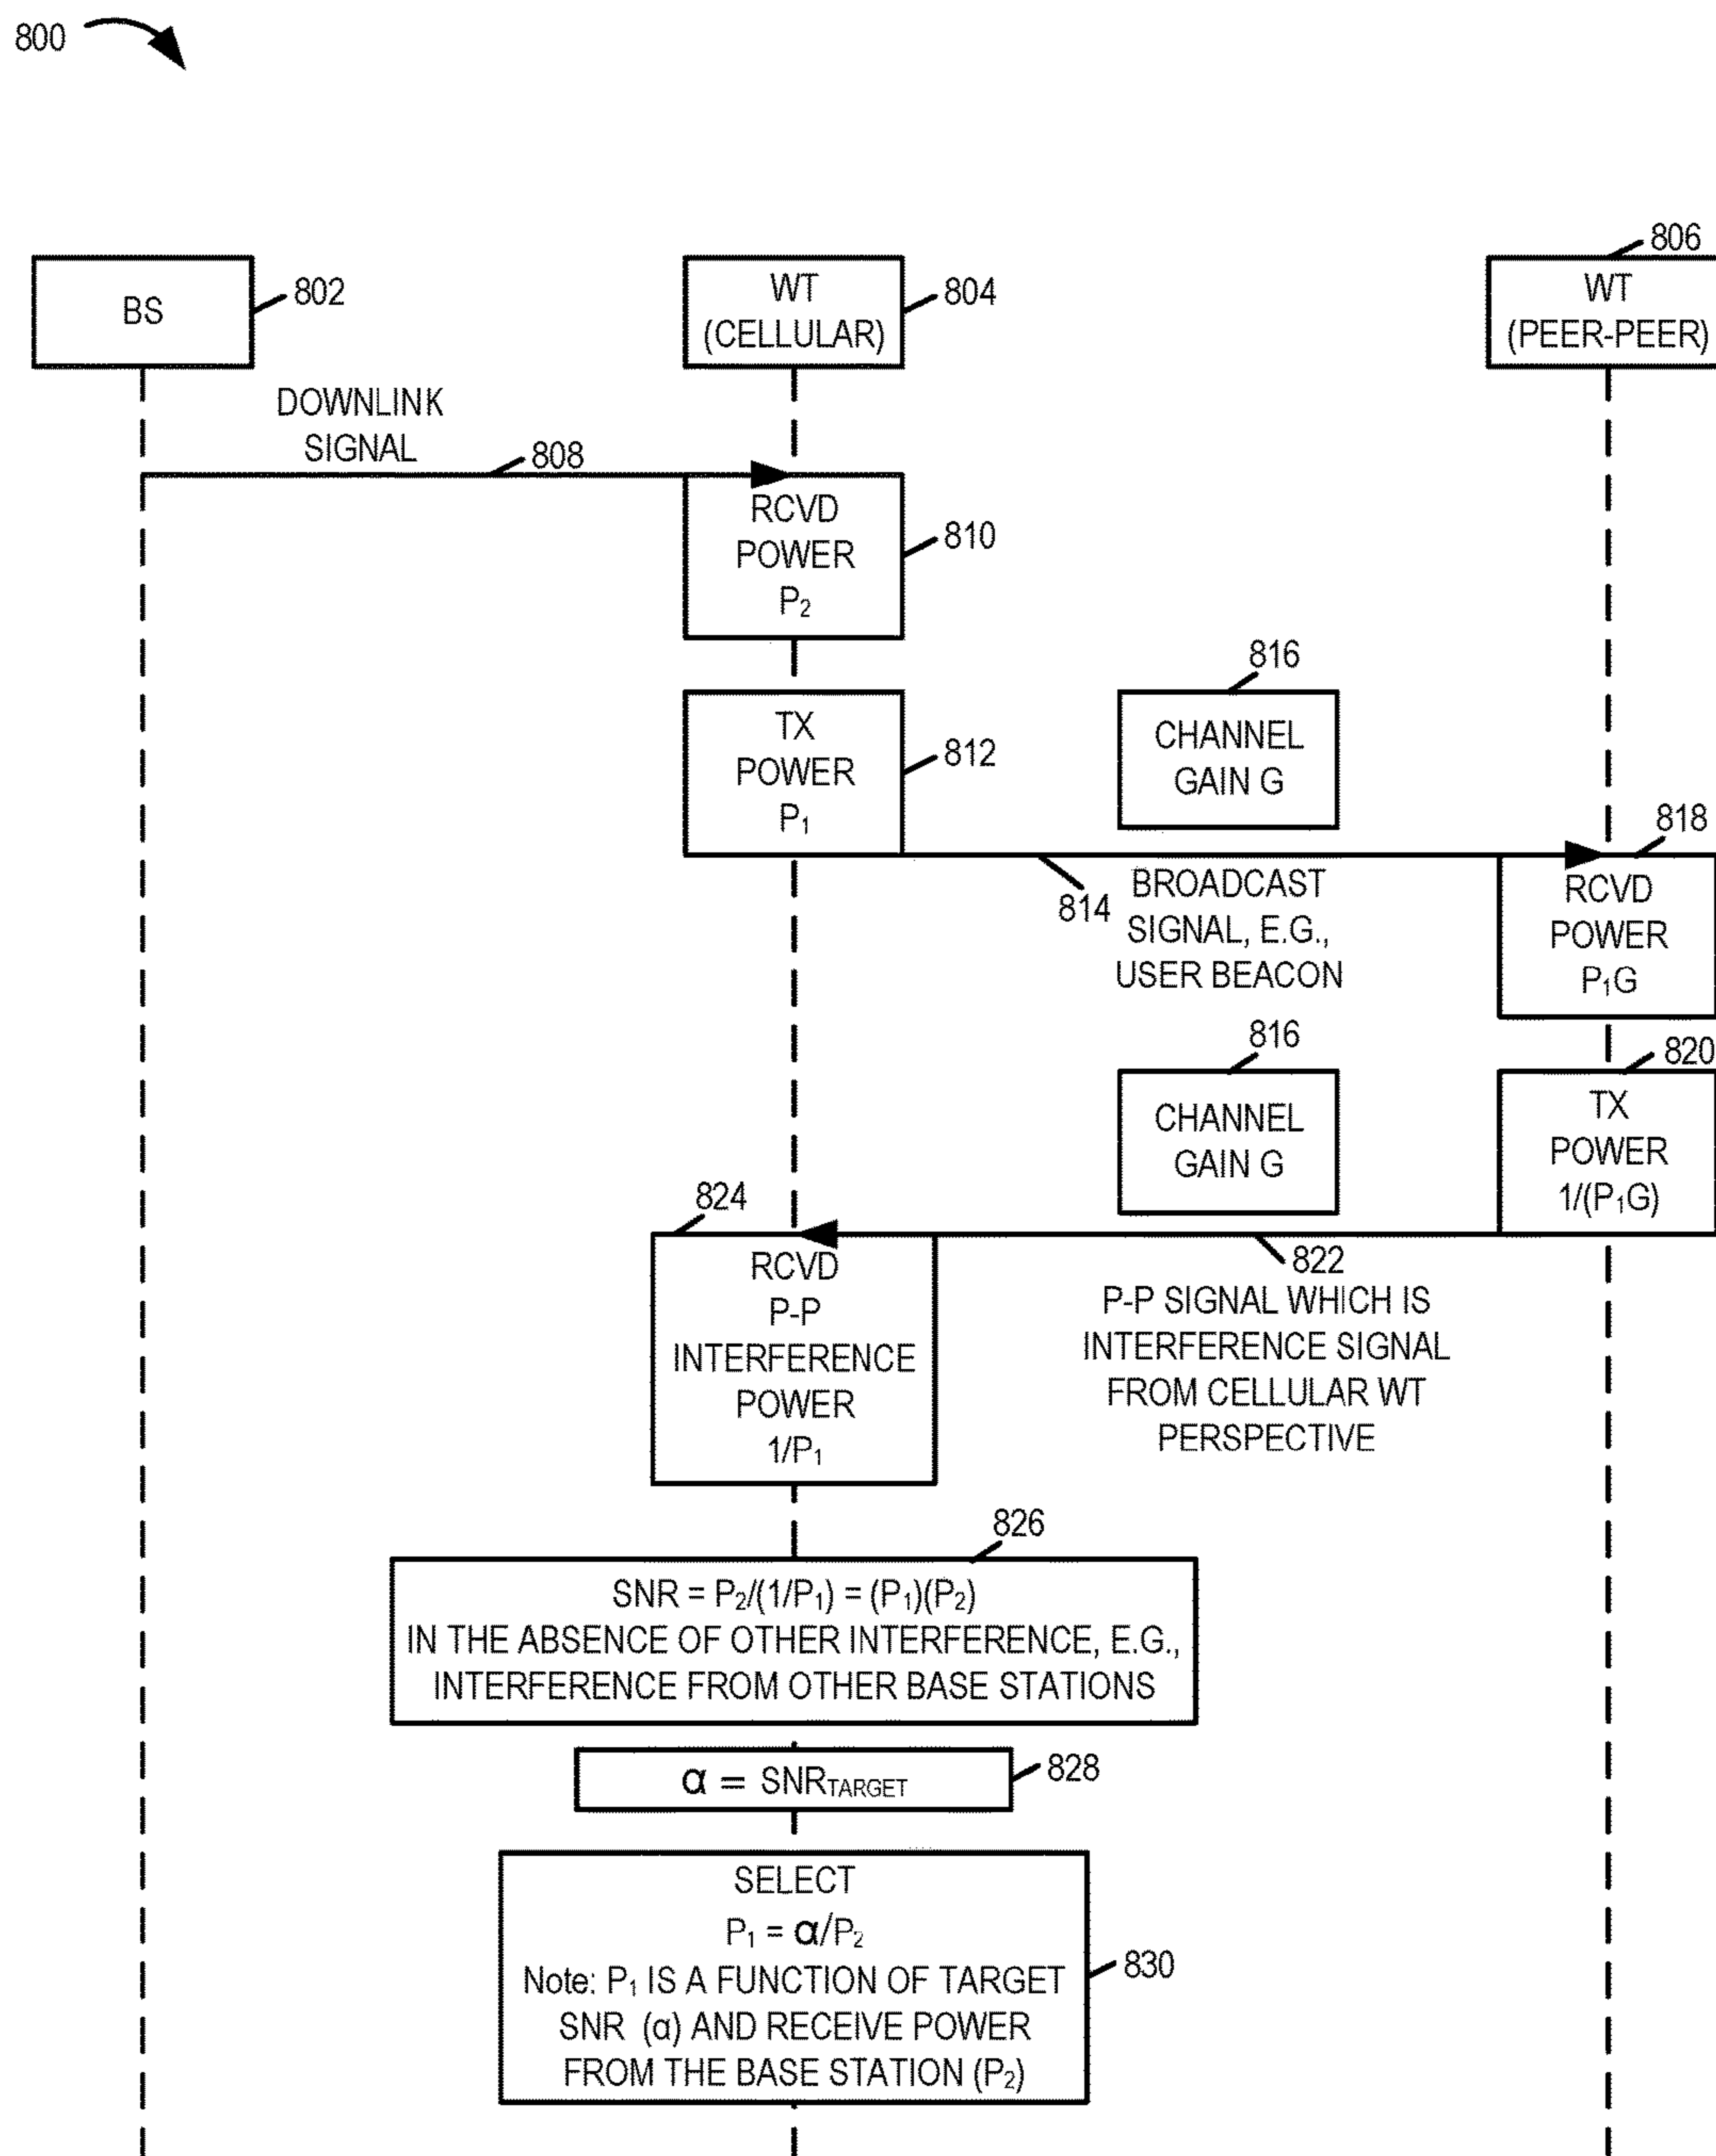 800
806
BS
802
WT
(CELLULAR)
804
WT
(PEER-PEER)
DOWNLINK
SIGNAL
808
RCVD
POWER
P₂
810
816
TX
POWER
P₁
812
CHANNEL
GAIN G
818
814
BROADCAST
SIGNAL, E.G.,
USER BEACON
RCVD
POWER
P₁G
816
820
CHANNEL
GAIN G
TX
POWER
1/(P₁G)
824
RCVD
P-P
INTERFERENCE
POWER
1/P₁
822
P-P SIGNAL WHICH IS
INTERFERENCE SIGNAL
FROM CELLULAR WT
PERSPECTIVE
826
SNR = P₂/(1/P₁) = (P₁)(P₂)
IN THE ABSENCE OF OTHER INTERFERENCE, E.G.,
INTERFERENCE FROM OTHER BASE STATIONS
α = SNR_TARGET
828
SELECT
P₁ = α/P₂
Note: P₁ IS A FUNCTION OF TARGET
SNR (α) AND RECEIVE POWER
FROM THE BASE STATION (P₂)
830